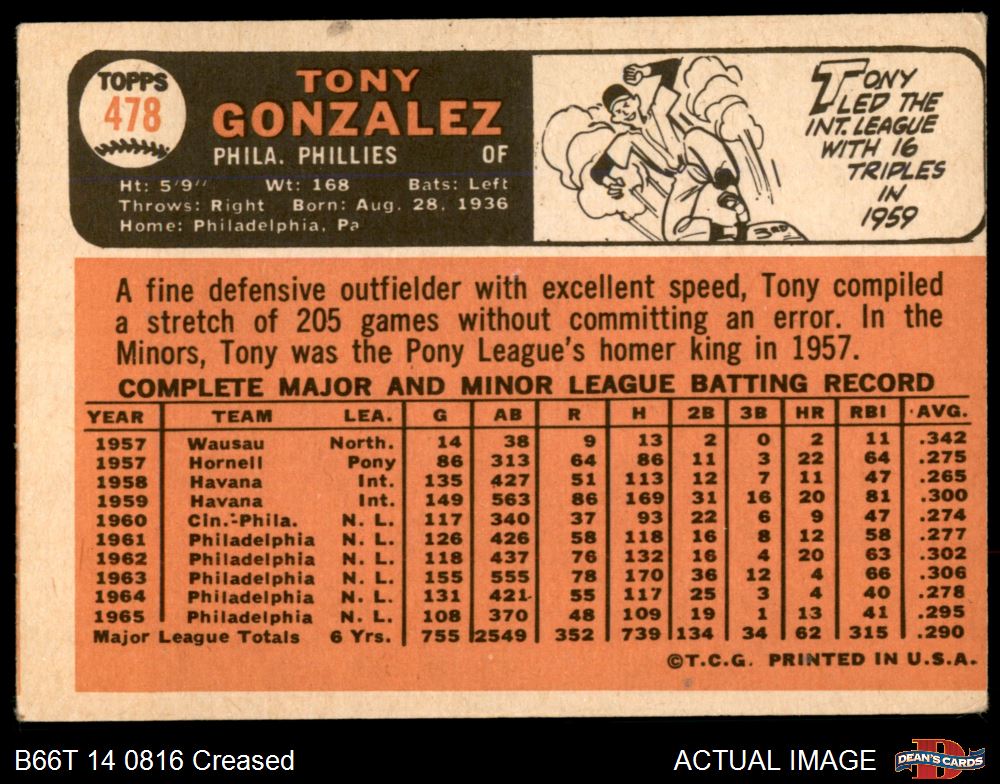 TOPPS
478
TONY
GONZALEZ
PHILA. PHILLIES OF
Ht: 5'9" Wt: 168 Bats: Left
Throws: Right Born: Aug. 28, 1936
Home: Philadelphia, Pa
TONY
LED THE
INT. LEAGUE
WITH 16
TRIPLES
IN
1959
3RD
A fine defensive outfielder with excellent speed, Tony compiled
a stretch of 205 games without committing an error. In the
Minors, Tony was the Pony League's homer king in 1957.
COMPLETE MAJOR AND MINOR LEAGUE BATTING RECORD
YEAR TEAM LEA. G AB R H 2B 3B HR RBI AVG.
1957 Wausau North. 14 38 9 13 2 0 2 11 .342
1957 Hornell Pony 86 313 64 86 11 3 22 64 .275
1958 Havana Int. 135 427 51 113 12 7 11 47 .265
1959 Havana Int. 149 563 86 169 31 16 20 81 .300
1960 Cin.-Phila. N. L. 117 340 37 93 22 6 9 47 .274
1961 Philadelphia N. L. 126 426 58 118 16 8 12 58 .277
1962 Philadelphia N. L. 118 437 76 132 16 4 20 63 .302
1963 Philadelphia N. L. 155 555 78 170 36 12 4 66 .306
1964 Philadelphia N. L. 131 421 55 117 25 3 4 40 .278
1965 Philadelphia N. L. 108 370 48 109 19 1 13 41 .295
Major League Totals 6 Yrs. 755 2549 352 739 134 34 62 315 .290
©T.C.G. PRINTED IN U.S.A.
B66T 14 0816 Creased
ACTUAL IMAGE
DEAN'S CARDS